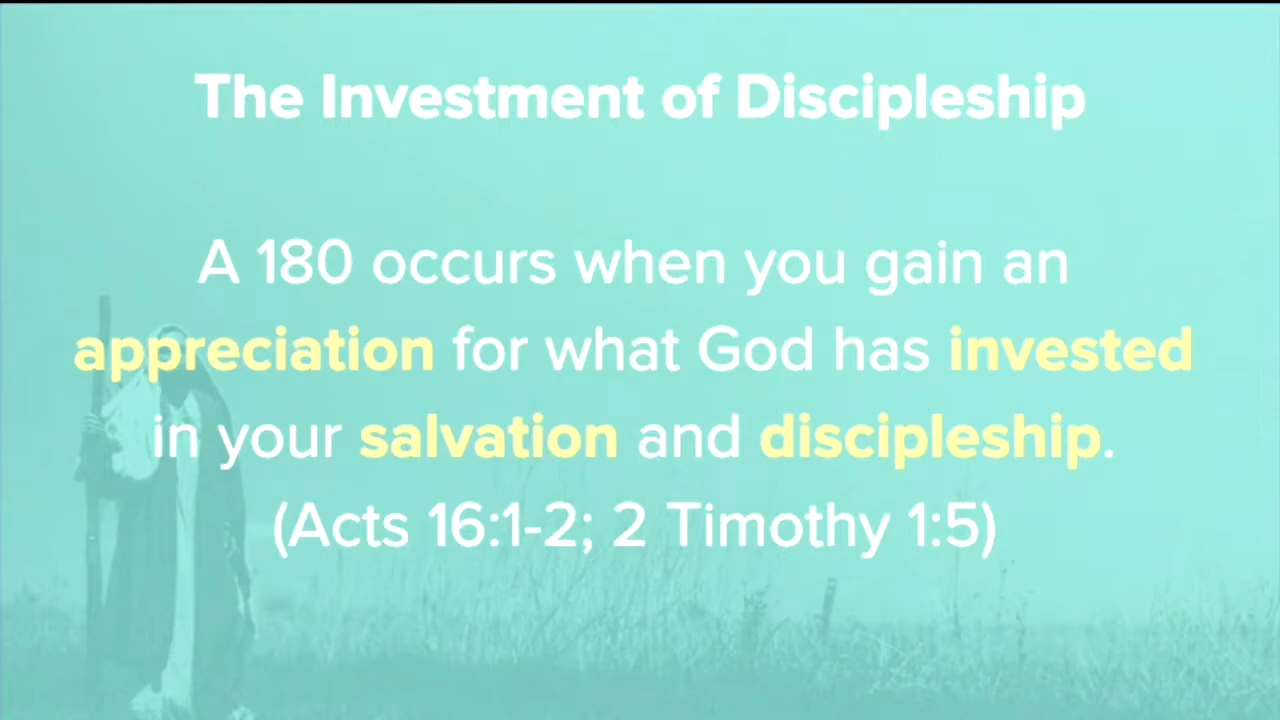 The Investment of Discipleship
A 180 occurs when you gain an
appreciation for what God has invested
in your salvation and discipleship.
(Acts 16:1-2; 2 Timothy 1:5)